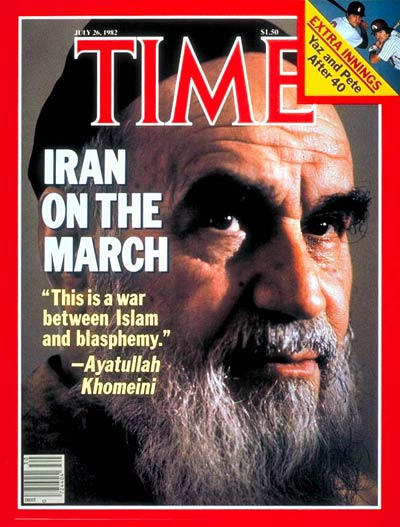 JULY 26, 1982
$1.50
TIME
EXTRA INNINGS
Yaz and Pete
After 40
IRAN
ON THE
MARCH
“This is a war
between Islam
and blasphemy.”
—Ayatullah
Khomeini